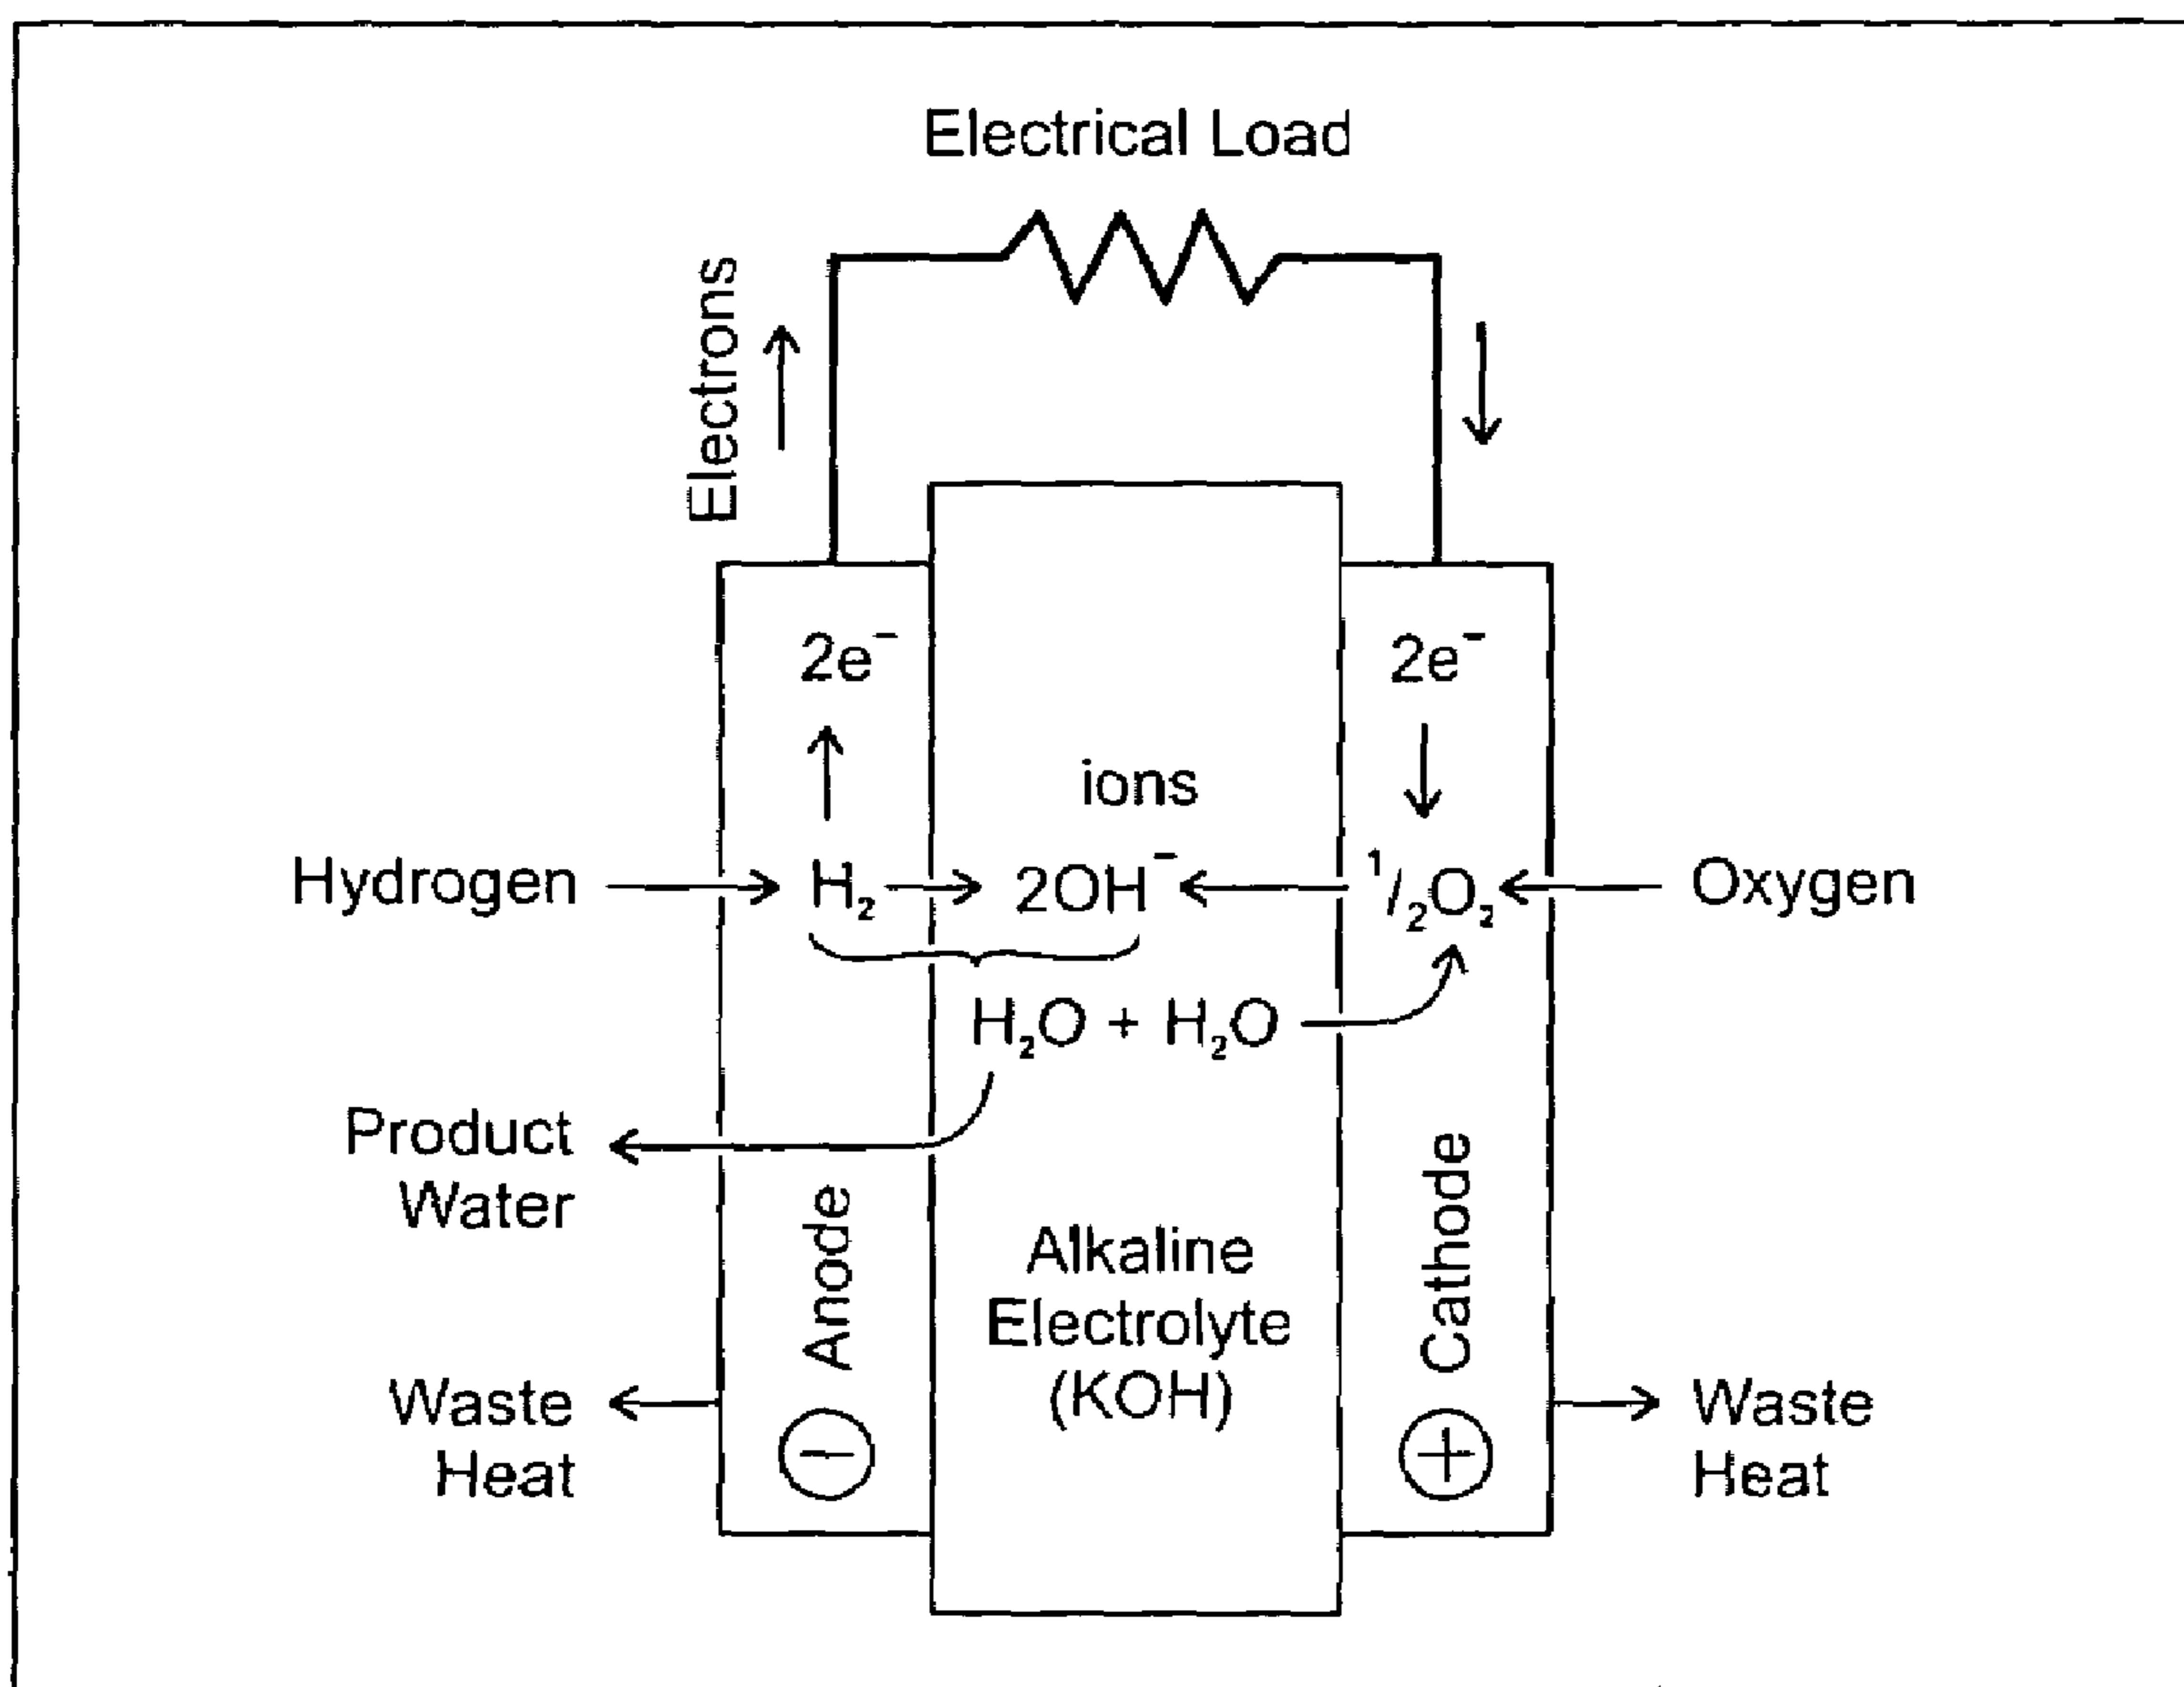 Electrical Load
Electrons
2e⁻
2e⁻
ions
Hydrogen
H₂
2OH⁻
¹/₂O₂
Oxygen
H₂O + H₂O
Product
Water
Anode
Cathode
Alkaline
Electrolyte
(KOH)
Waste
Heat
Waste
Heat
−
+